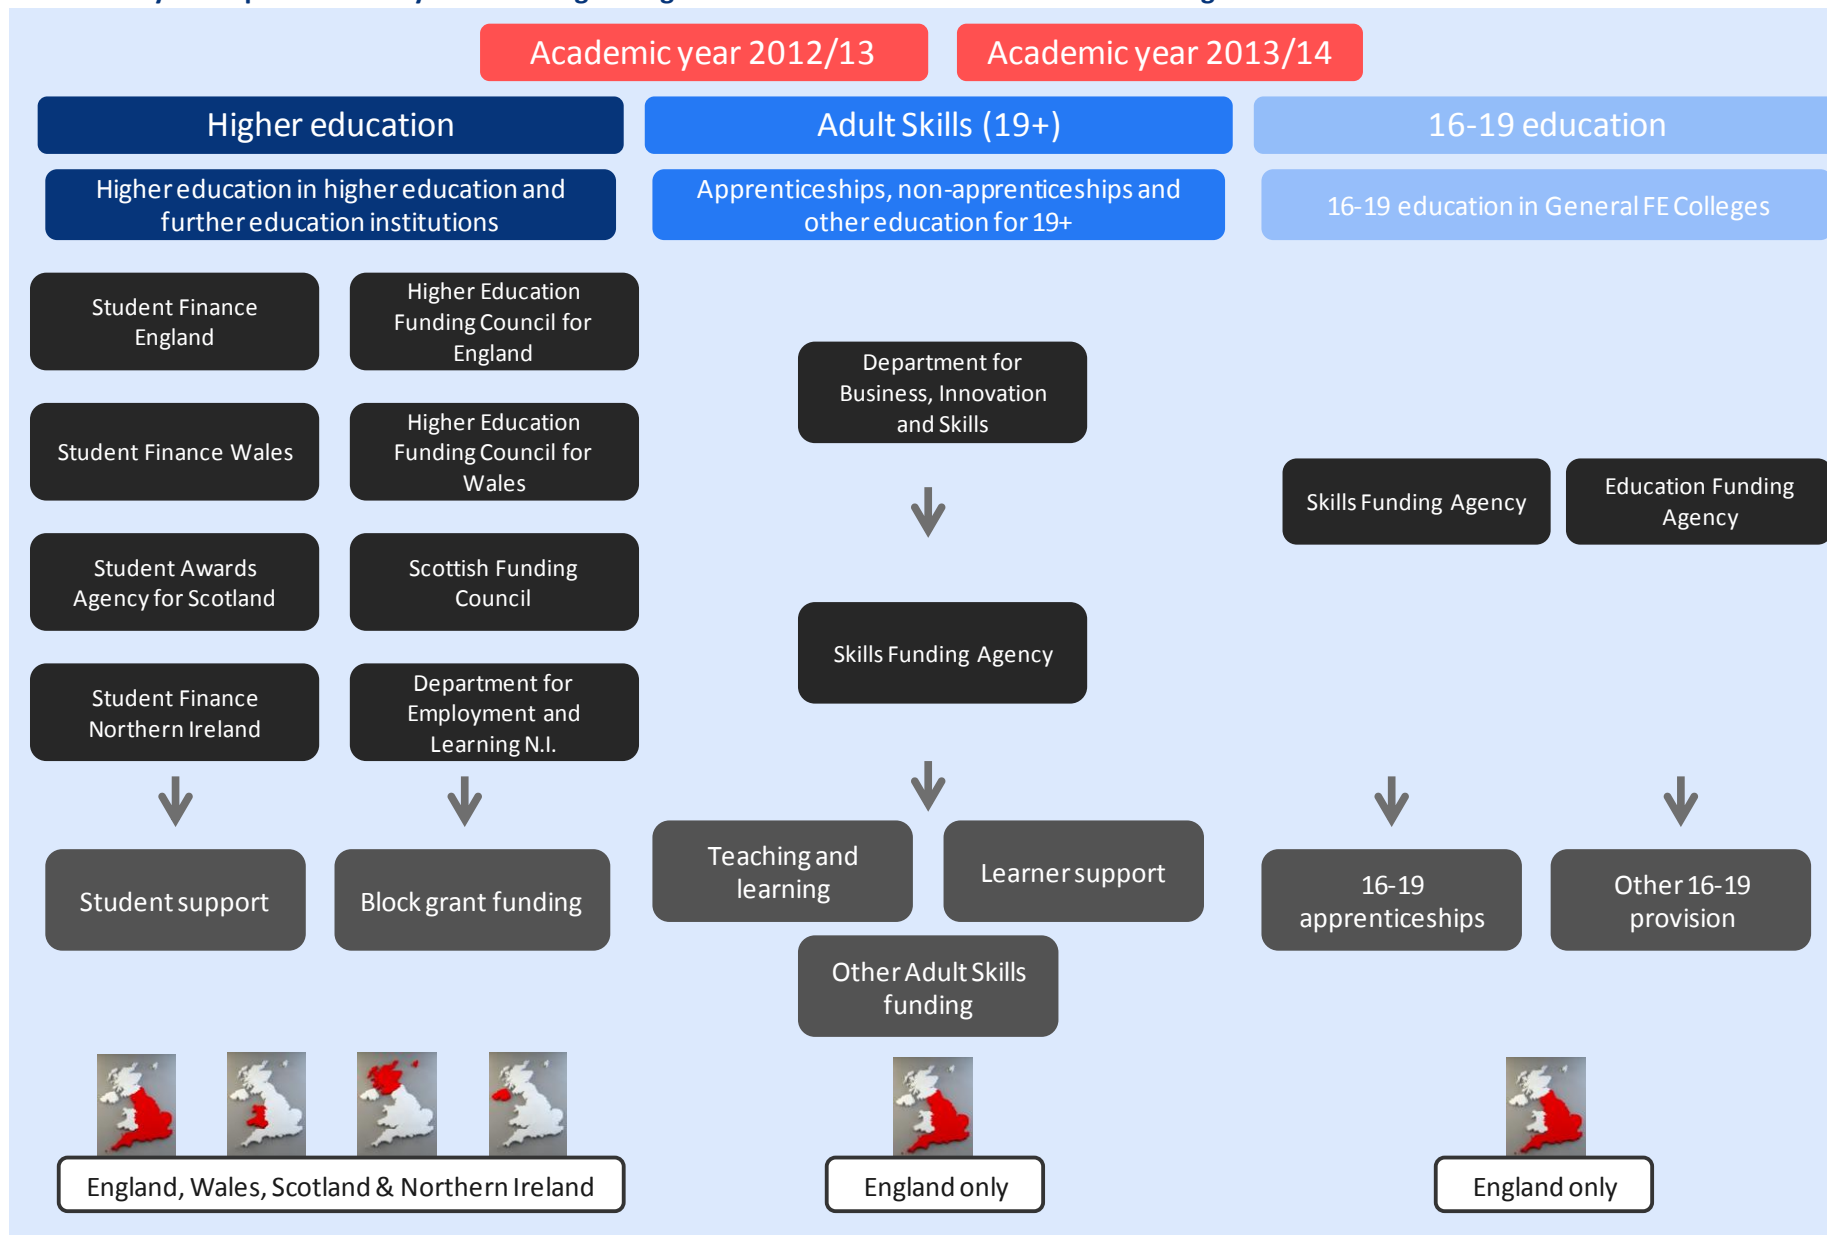 Academic year 2012/13
Academic year 2013/14
Higher education
Adult Skills (19+)
16-19 education
Higher education in higher education and
further education institutions
Apprenticeships, non-apprenticeships and
other education for 19+
16-19 education in General FE Colleges
Student Finance
England
Higher Education
Funding Council for
England
Student Finance Wales
Higher Education
Funding Council for
Wales
Student Awards
Agency for Scotland
Scottish Funding
Council
Student Finance
Northern Ireland
Department for
Employment and
Learning N.I.
Student support
Block grant funding
Department for
Business, Innovation
and Skills
Skills Funding Agency
Teaching and
learning
Learner support
Other Adult Skills
funding
Skills Funding Agency
Education Funding
Agency
16-19
apprenticeships
Other 16-19
provision
England, Wales, Scotland & Northern Ireland
England only
England only